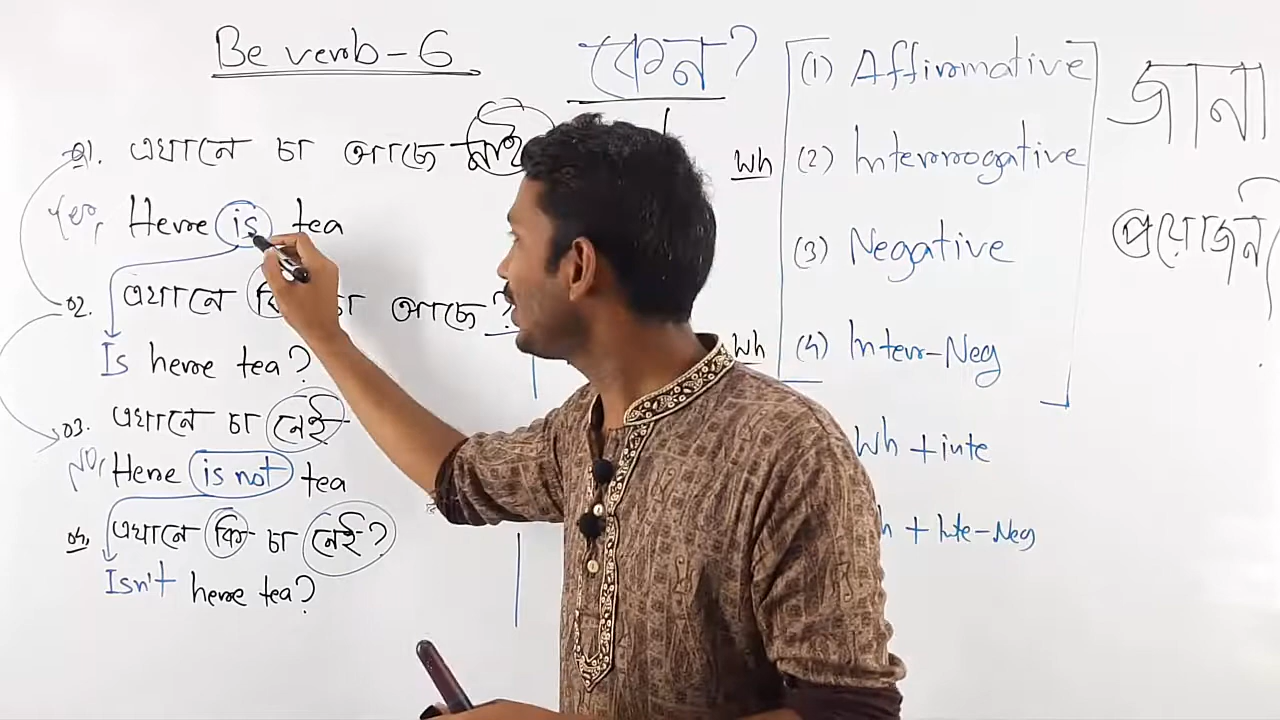 Be verb-6
০১. এখানে চা আছে নাই
Yes, Here is tea
০২. এখানে কি চা আছে?
Is here tea?
০৩. এখানে চা নেই
No, Here is not tea
০৪. এখানে কি চা নেই?
Isn't here tea?
কেন?
(1) Affirmative
Wh (2) Interrogative
(3) Negative
Wh (4) Inter-Neg
Wh + inte
h + Inte-Neg
জানা
প্রয়োজন